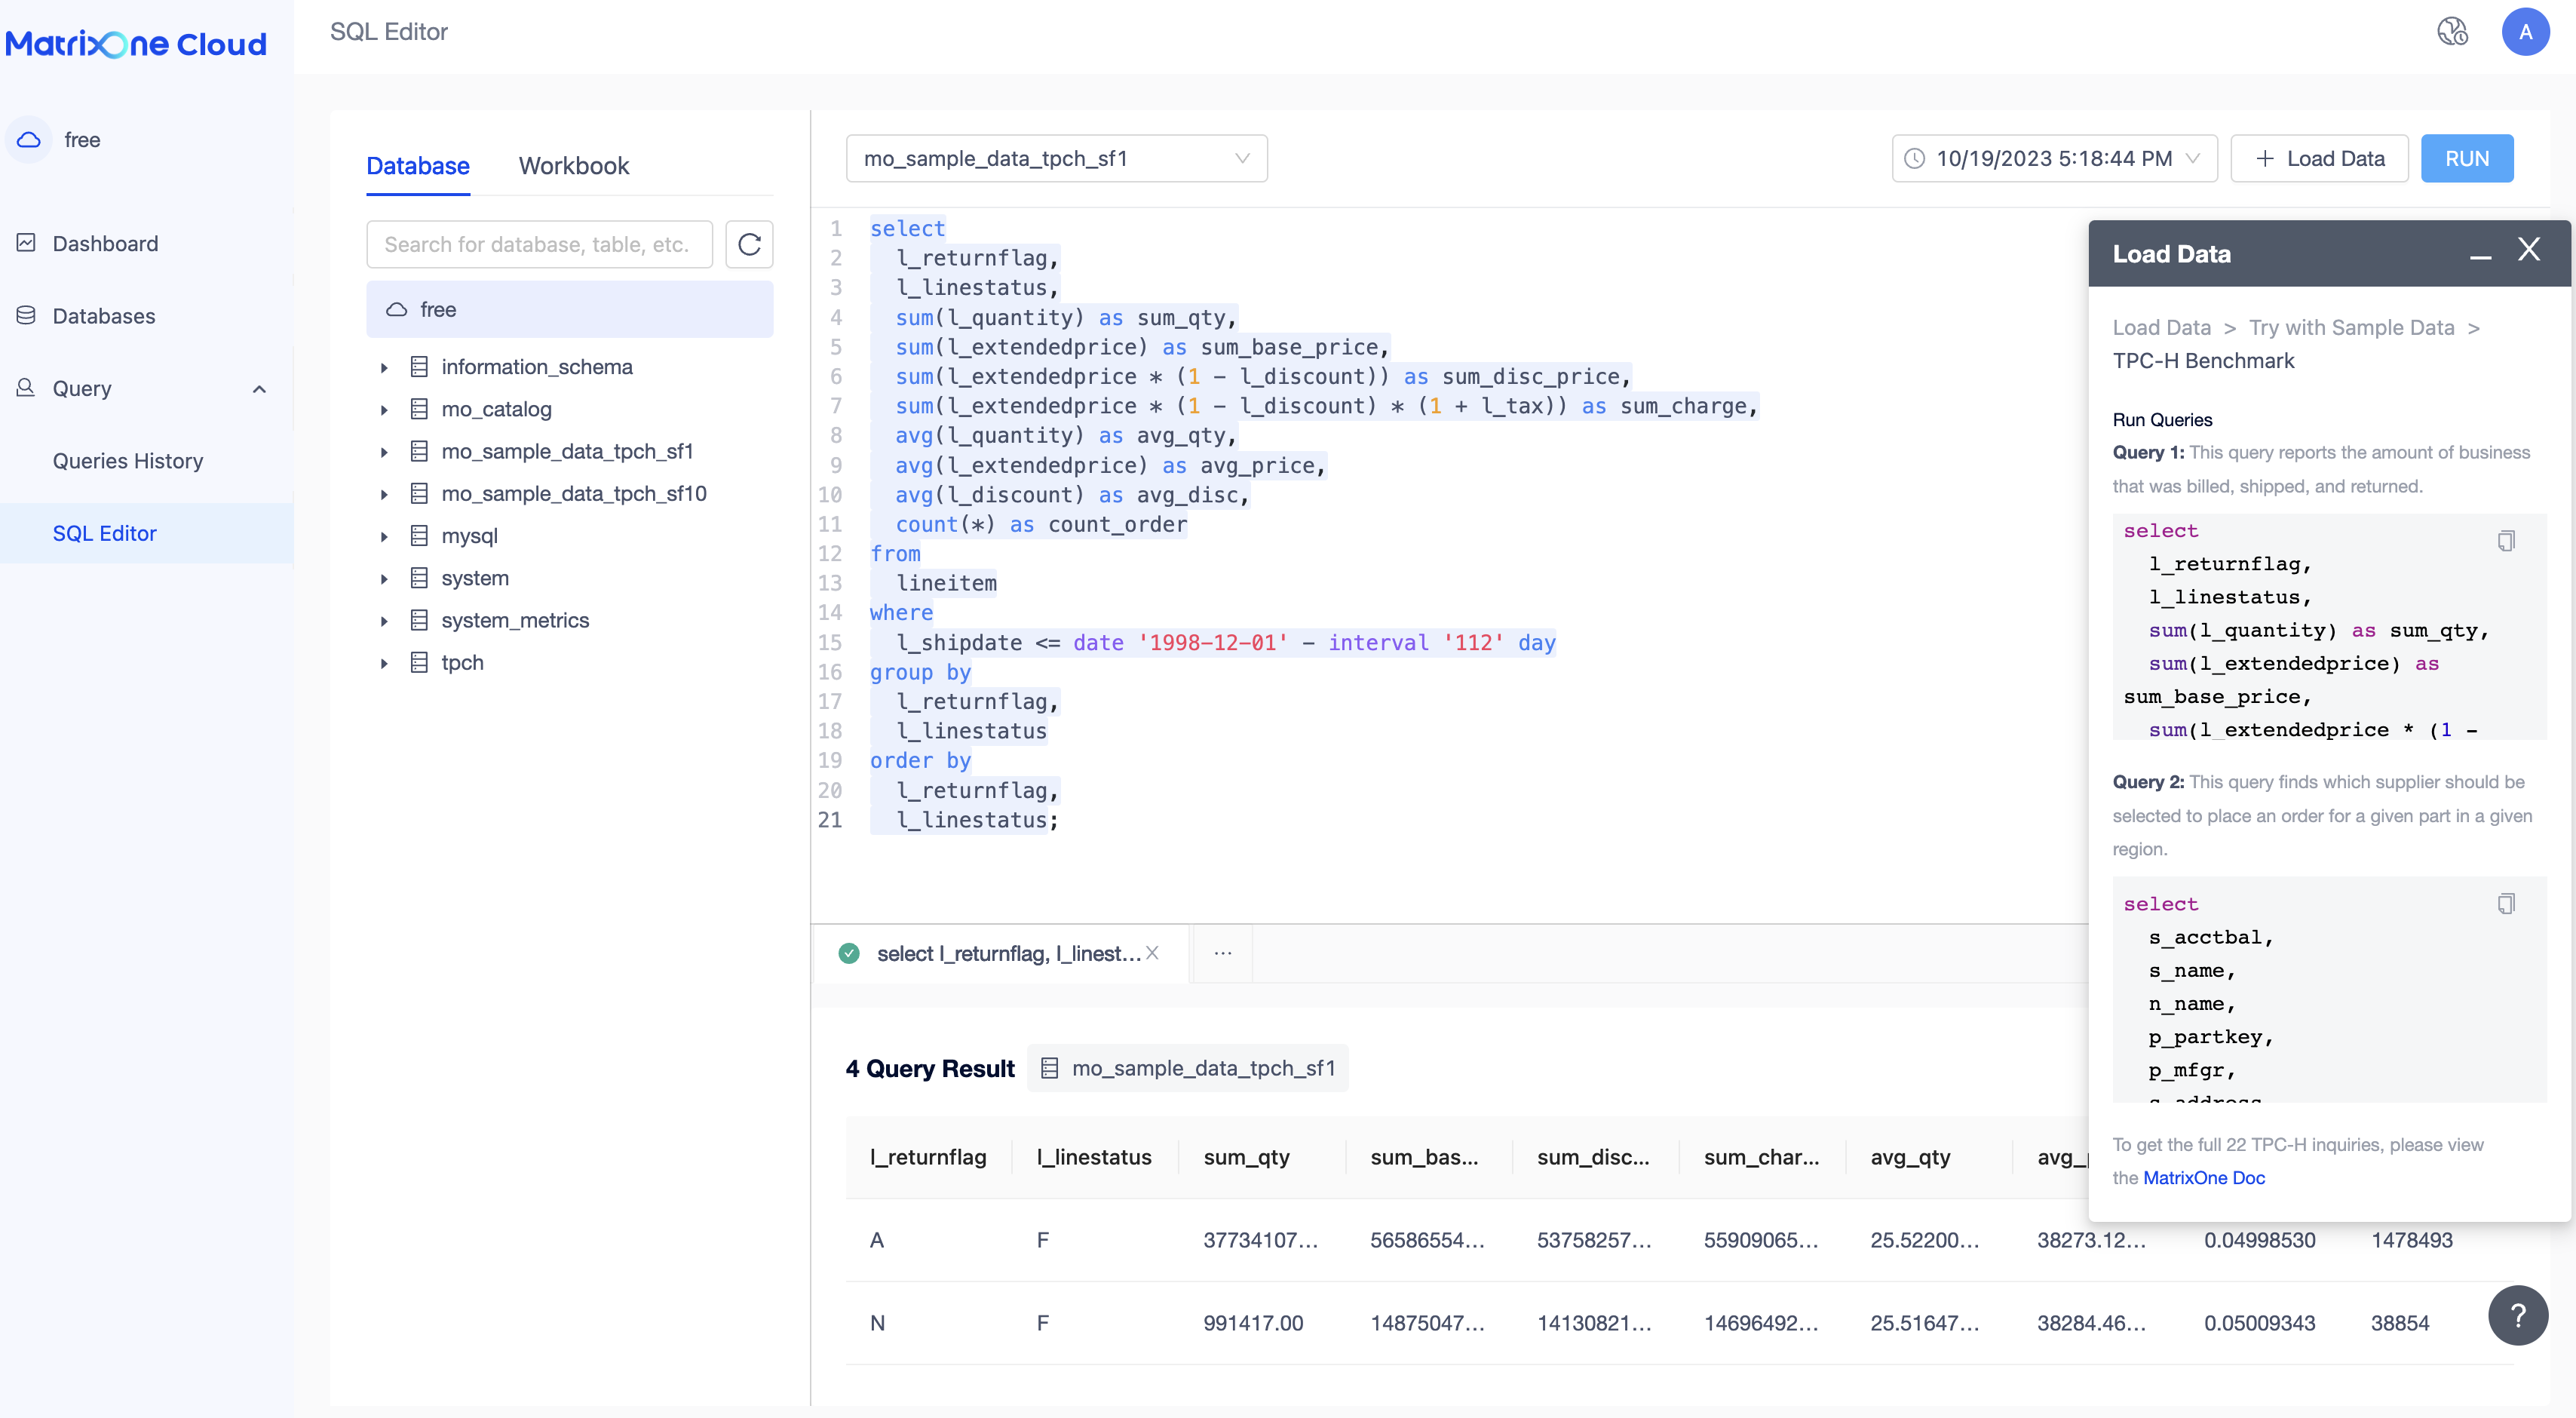 MatrixOne Cloud
SQL Editor
A
free
Dashboard
Databases
Query
Queries History
SQL Editor
Database
Workbook
Search for database, table, etc.
free
information_schema
mo_catalog
mo_sample_data_tpch_sf1
mo_sample_data_tpch_sf10
mysql
system
system_metrics
tpch
mo_sample_data_tpch_sf1
10/19/2023 5:18:44 PM
+ Load Data
RUN
1 select
2 l_returnflag,
3 l_linestatus,
4 sum(l_quantity) as sum_qty,
5 sum(l_extendedprice) as sum_base_price,
6 sum(l_extendedprice * (1 - l_discount)) as sum_disc_price,
7 sum(l_extendedprice * (1 - l_discount) * (1 + l_tax)) as sum_charge,
8 avg(l_quantity) as avg_qty,
9 avg(l_extendedprice) as avg_price,
10 avg(l_discount) as avg_disc,
11 count(*) as count_order
12 from
13 lineitem
14 where
15 l_shipdate <= date '1998-12-01' - interval '112' day
16 group by
17 l_returnflag,
18 l_linestatus
19 order by
20 l_returnflag,
21 l_linestatus;
select l_returnflag, l_linest...
...
4 Query Result
mo_sample_data_tpch_sf1
l_returnflag l_linestatus sum_qty sum_bas... sum_disc... sum_char... avg_qty
A F 37734107... 56586554... 53758257... 55909065... 25.52200... 38273.12... 0.04998530 1478493
N F 991417.00 14875047... 14130821... 14696492... 25.51647... 38284.46... 0.05009343 38854
Load Data
Load Data > Try with Sample Data >
TPC-H Benchmark
Run Queries
Query 1: This query reports the amount of business
that was billed, shipped, and returned.
select
l_returnflag,
l_linestatus,
sum(l_quantity) as sum_qty,
sum(l_extendedprice) as
sum_base_price,
sum(l_extendedprice * (1 -
Query 2: This query finds which supplier should be
selected to place an order for a given part in a given
region.
select
s_acctbal,
s_name,
n_name,
p_partkey,
p_mfgr,
To get the full 22 TPC-H inquiries, please view
the MatrixOne Doc
?